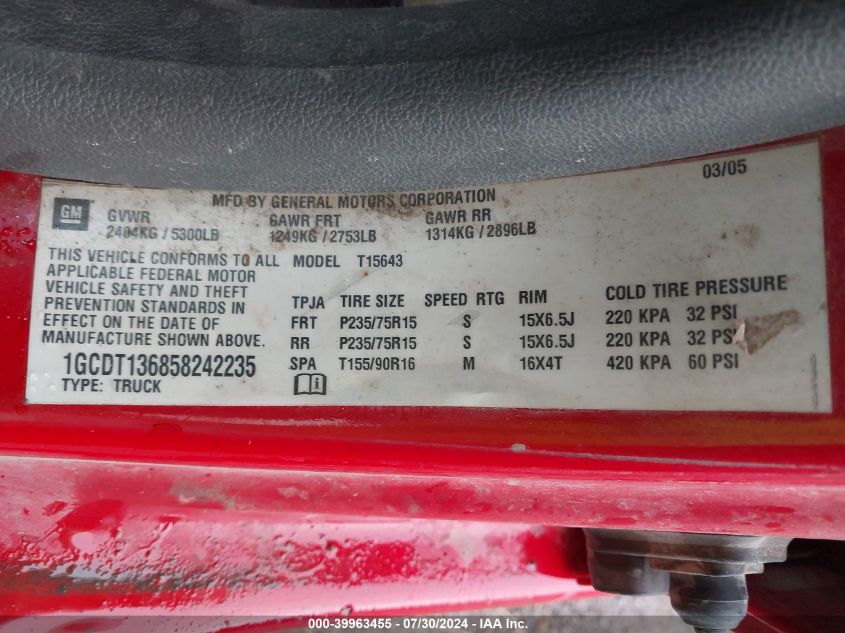 03/05
MFD BY GENERAL MOTORS CORPORATION
GM GVWR GAWR FRT GAWR RR
2404KG / 5300LB 1249KG / 2753LB 1314KG / 2896LB
THIS VEHICLE CONFORMS TO ALL MODEL T15643
APPLICABLE FEDERAL MOTOR
VEHICLE SAFETY AND THEFT
PREVENTION STANDARDS IN TPJA TIRE SIZE SPEED RTG RIM COLD TIRE PRESSURE
EFFECT ON THE DATE OF FRT P235/75R15 S 15X6.5J 220 KPA 32 PSI
MANUFACTURE SHOWN ABOVE. RR P235/75R15 S 15X6.5J 220 KPA 32 PSI
1GCDT136858242235 SPA T155/90R16 M 16X4T 420 KPA 60 PSI
TYPE: TRUCK
000-39963455 - 07/30/2024 - IAA Inc.